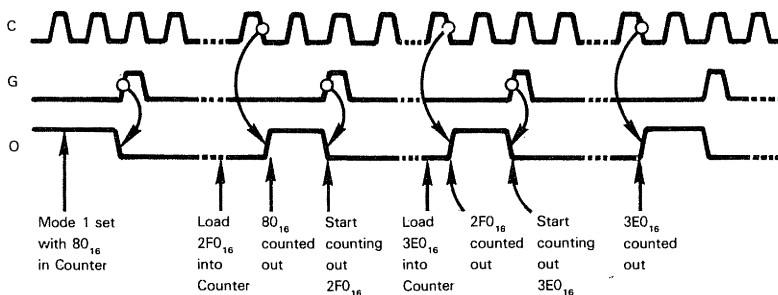 C
G
O
Mode 1 set
with 80₁₆
in Counter
Load
2F0₁₆
into
Counter
80₁₆
counted
out
Start
counting
out
2F0₁₆
Load
3E0₁₆
into
Counter
2F0₁₆
counted
out
Start
counting
out
3E0₁₆
3E0₁₆
counted
out